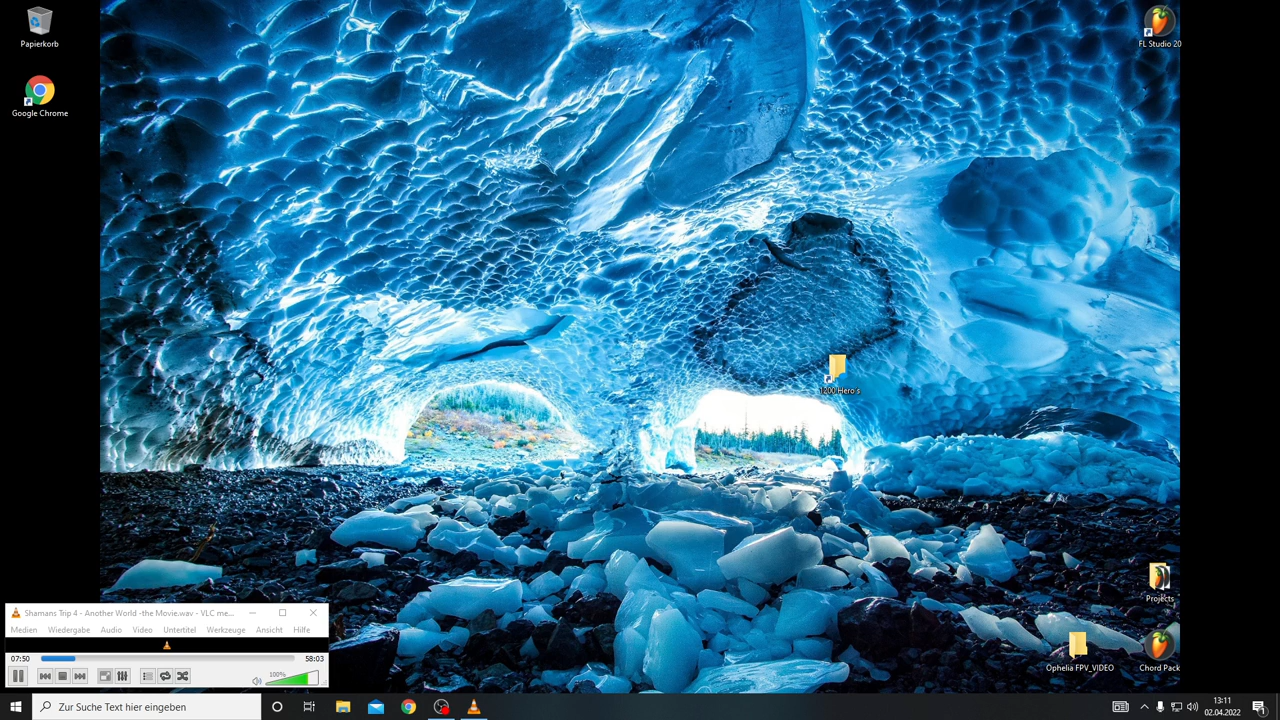 Papierkorb
Google Chrome
FL Studio 20
1200 Hero's
Projects
Ophelia FPV_VIDEO
Chord Pack
Shamans Trip 4 - Another World -the Movie.wav - VLC me...
Medien Wiedergabe Audio Video Untertitel Werkzeuge Ansicht Hilfe
07:50 58:03
100%
Zur Suche Text hier eingeben
13:11
02.04.2022
1